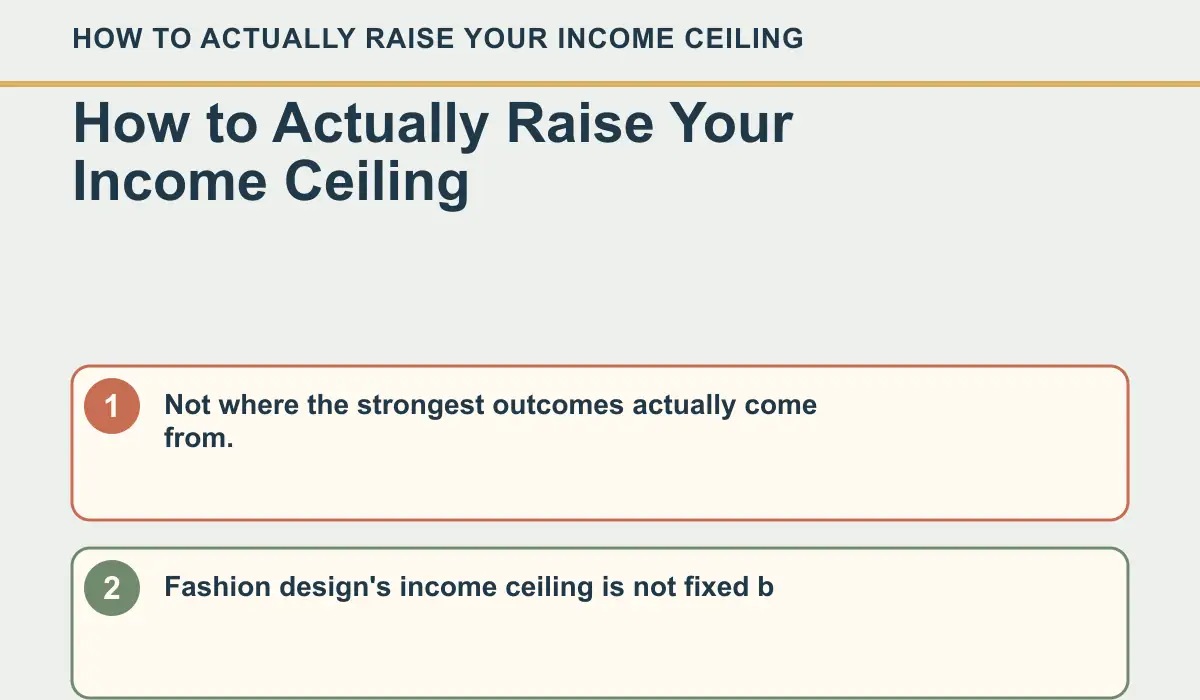 HOW TO ACTUALLY RAISE YOUR INCOME CEILING
How to Actually Raise Your
Income Ceiling
1
Not where the strongest outcomes actually come
from.
2
Fashion design's income ceiling is not fixed b